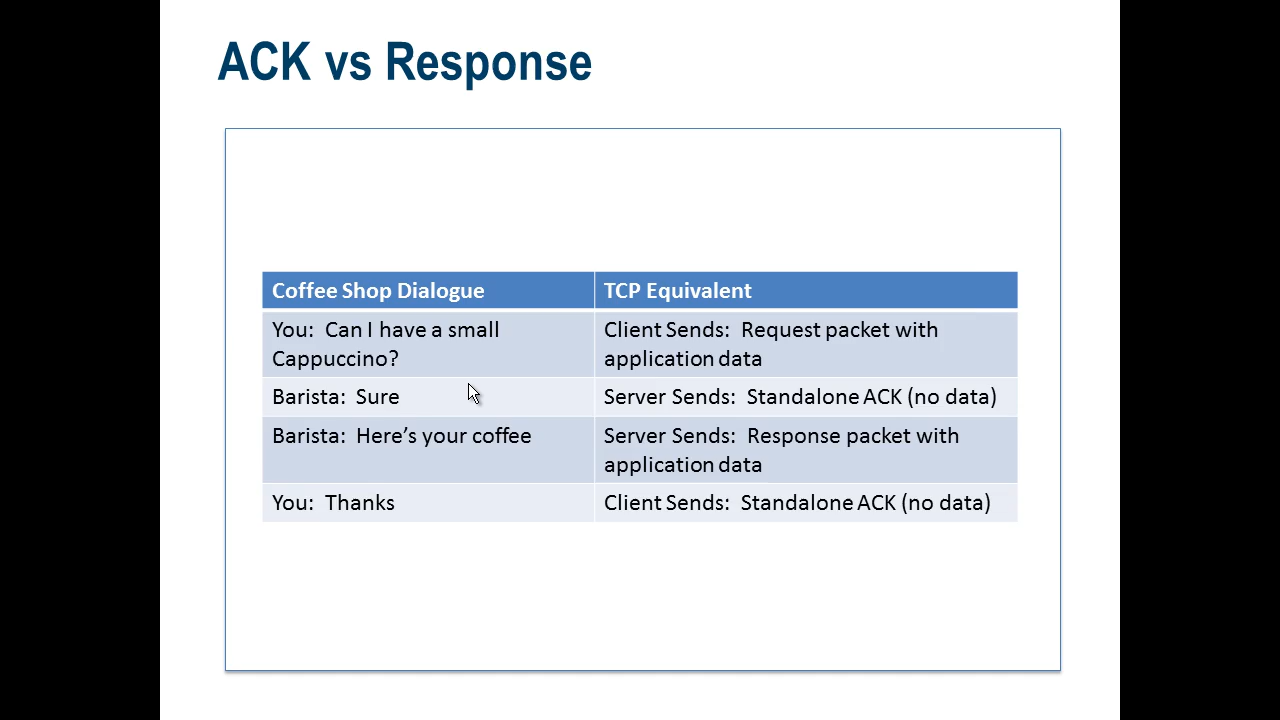 ACK vs Response
Coffee Shop Dialogue
TCP Equivalent
You:  Can I have a small
Cappuccino?
Client Sends:  Request packet with
application data
Barista:  Sure
Server Sends:  Standalone ACK (no data)
Barista:  Here’s your coffee
Server Sends:  Response packet with
application data
You:  Thanks
Client Sends:  Standalone ACK (no data)